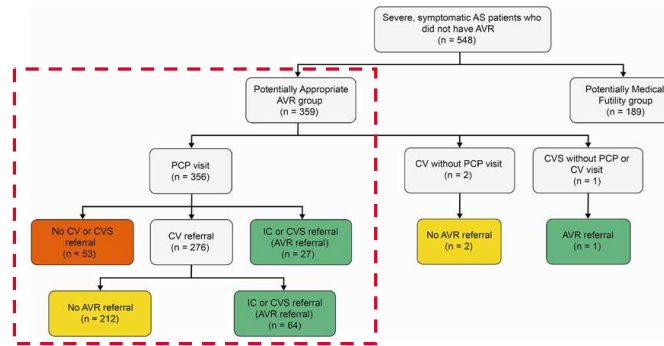 Severe, symptomatic AS patients who
did not have AVR
(n = 548)
Potentially Appropriate
AVR group
(n = 359)
Potentially Medical
Futility group
(n = 189)
PCP visit
(n = 356)
CV without PCP visit
(n = 2)
CVS without PCP or
CV visit
(n = 1)
No CV or CVS
referral
(n = 53)
CV referral
(n = 276)
IC or CVS referral
(AVR referral)
(n = 27)
No AVR referral
(n = 2)
AVR referral
(n = 1)
No AVR referral
(n = 212)
IC or CVS referral
(AVR referral)
(n = 64)